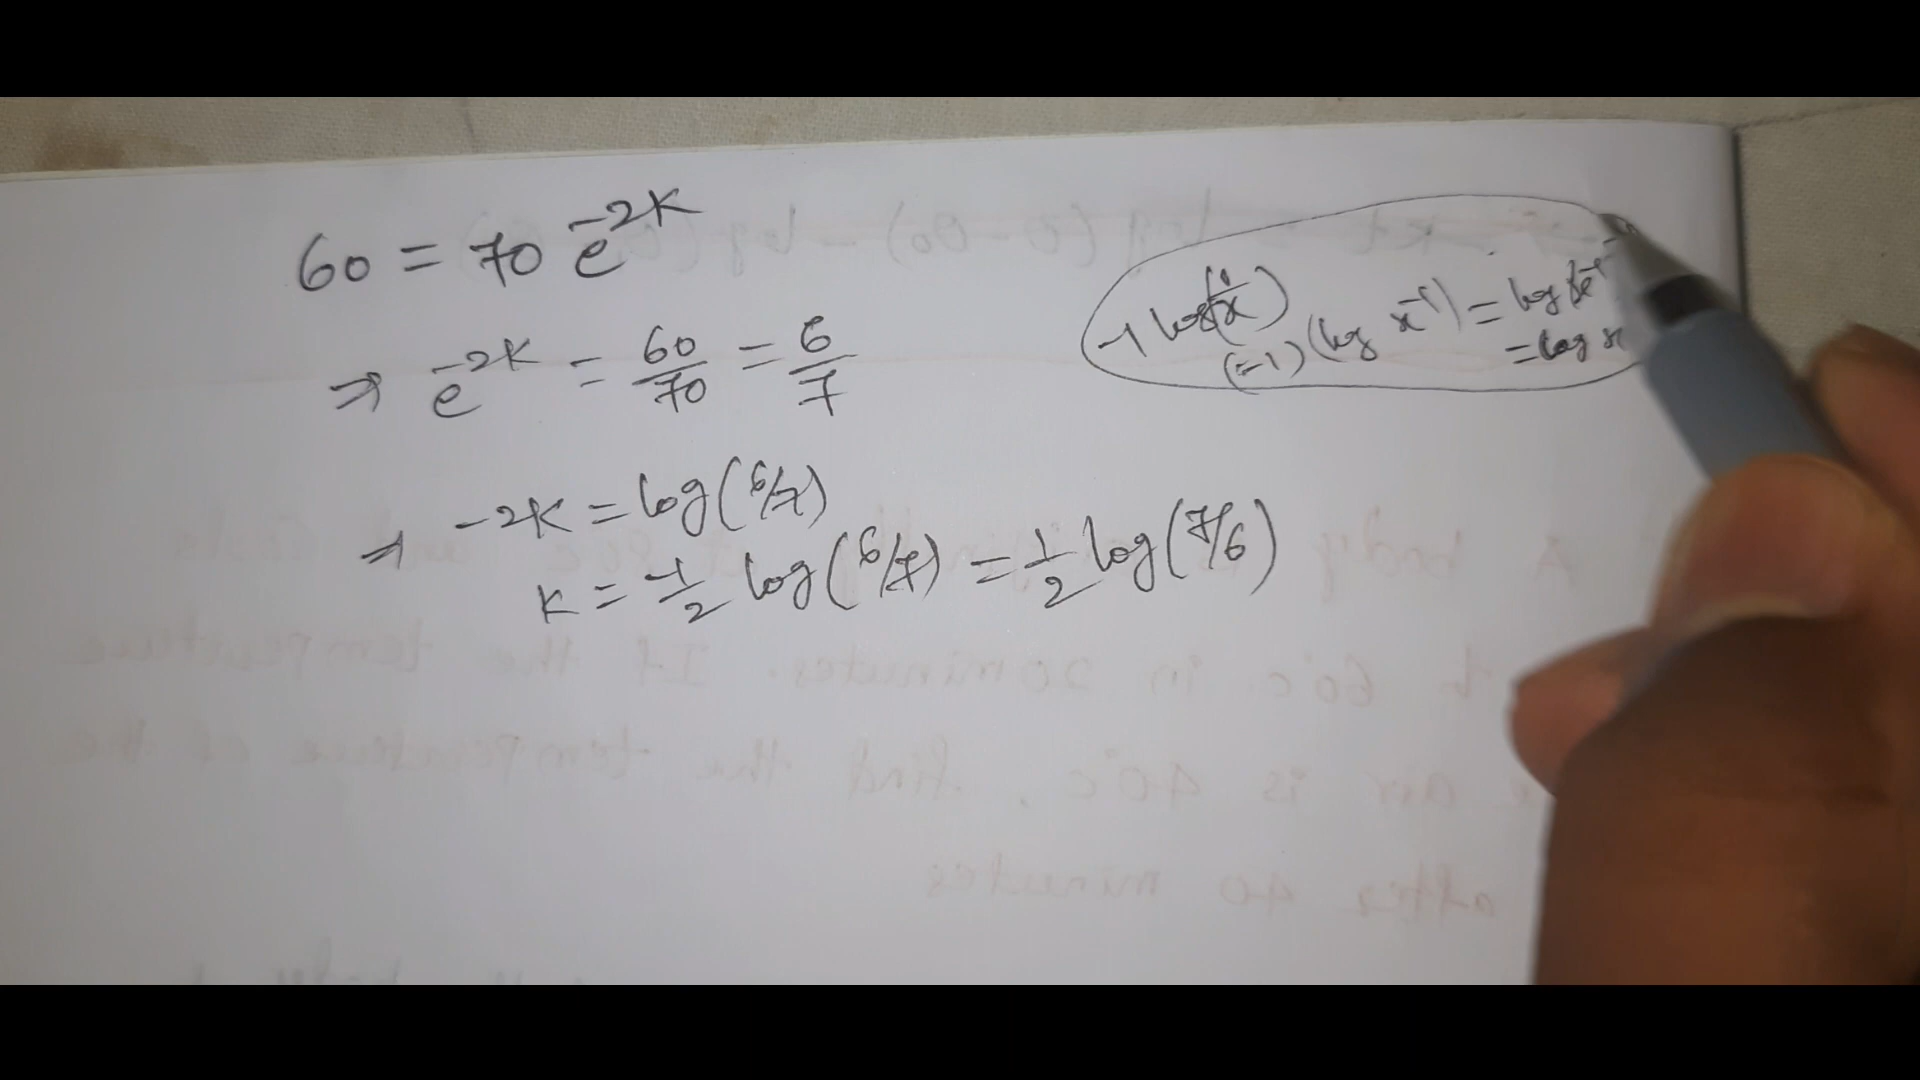 60 = 70 e^{-2K}
⇒ e^{-2K} = 60/70 = 6/7
⇒ -2K = log(6/7)
K = -1/2 log(6/7) = 1/2 log(7/6)
-1 log(1/x)
(-1)(log x^{-1}) = log
= log x